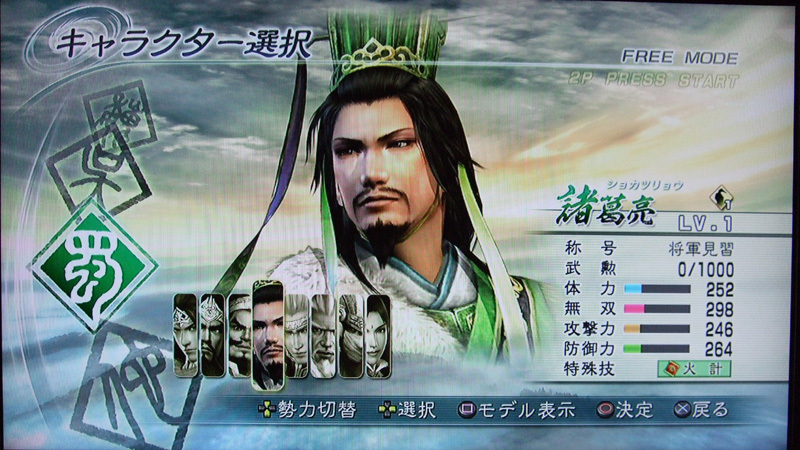 キャラクター選択
FREE MODE
2P PRESS START
蜀
ショカツリョウ
諸葛亮
LV.1
称 号 将軍見習
武 勲 0/1000
体 力 252
無 双 298
攻撃力 246
防御力 264
特殊技 火計
勢力切替 選択 モデル表示 決定 戻る